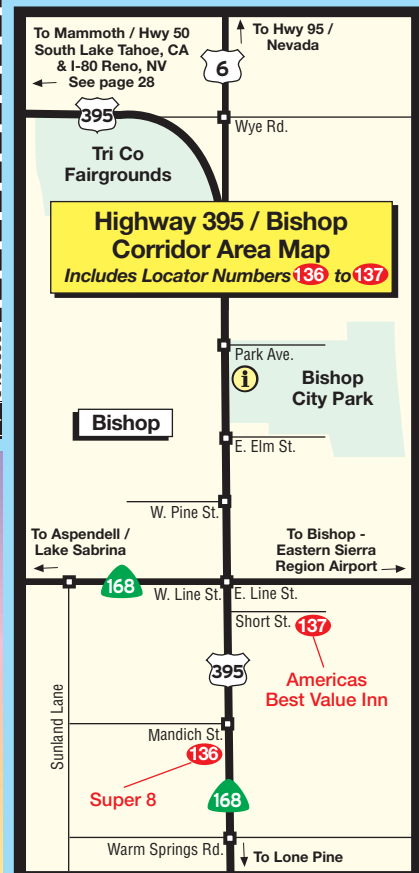 To Mammoth / Hwy 50
South Lake Tahoe, CA
& I-80 Reno, NV
See page 28
To Hwy 95 /
Nevada
6
395
Wye Rd.
Tri Co
Fairgrounds
Highway 395 / Bishop
Corridor Area Map
Includes Locator Numbers 136 to 137
Park Ave.
i
Bishop
City Park
Bishop
E. Elm St.
W. Pine St.
To Aspendell /
Lake Sabrina
To Bishop -
Eastern Sierra
Region Airport
168
W. Line St.
E. Line St.
Short St.
137
395
Americas
Best Value Inn
Sunland Lane
Mandich St.
136
Super 8
168
Warm Springs Rd.
To Lone Pine